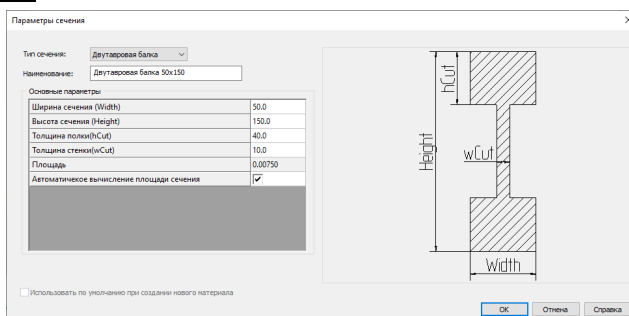 Параметры сечения
Тип сечения: Двутавровая балка
Наименование: Двутавровая балка 50x150
Основные параметры
Ширина сечения (Width) 50.0
Высота сечения (Height) 150.0
Толщина полки(hCut) 40.0
Толщина стенки(wCut) 10.0
Площадь 0.00750
Автоматичекое вычисление площади сечения
hCut
Height
wCut
Width
Использовать по умолчанию при создании нового материала
ОК Отмена Справка